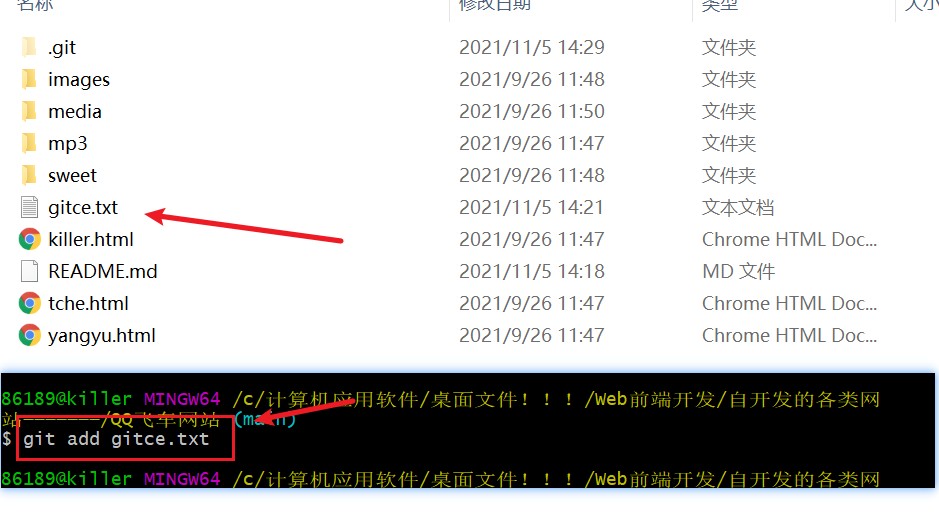 名称 修改日期 类型 大小
.git 2021/11/5 14:29 文件夹
images 2021/9/26 11:48 文件夹
media 2021/9/26 11:50 文件夹
mp3 2021/9/26 11:47 文件夹
sweet 2021/9/26 11:48 文件夹
gitce.txt 2021/11/5 14:21 文本文档
killer.html 2021/9/26 11:47 Chrome HTML Doc...
README.md 2021/11/5 14:18 MD 文件
tche.html 2021/9/26 11:47 Chrome HTML Doc...
yangyu.html 2021/9/26 11:47 Chrome HTML Doc...
86189@killer MINGW64 /c/计算机应用软件/桌面文件！！！/Web前端开发/自开发的各类网
站-------/QQ飞车网站 (main)
$ git add gitce.txt
86189@killer MINGW64 /c/计算机应用软件/桌面文件！！！/Web前端开发/自开发的各类网